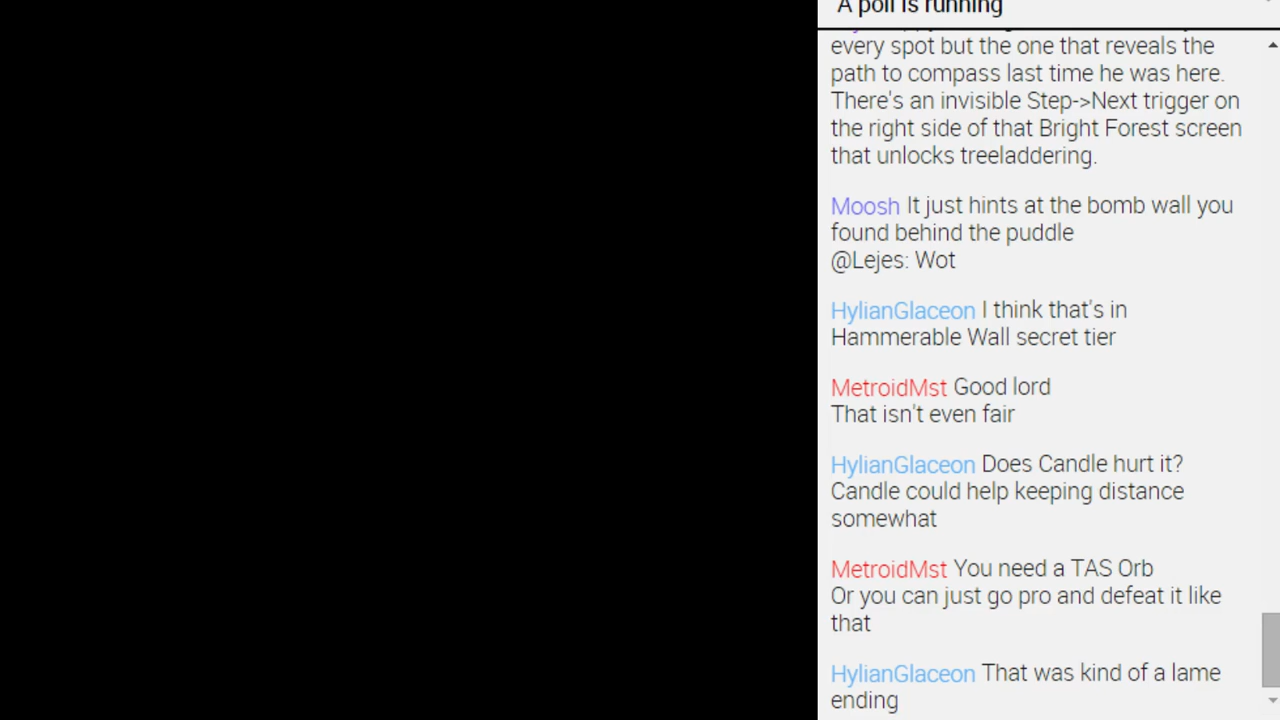 A poll is running
every spot but the one that reveals the
path to compass last time he was here.
There's an invisible Step->Next trigger on
the right side of that Bright Forest screen
that unlocks treeladdering.
Moosh It just hints at the bomb wall you
found behind the puddle
@Lejes: Wot
HylianGlaceon I think that's in
Hammerable Wall secret tier
MetroidMst Good lord
That isn't even fair
HylianGlaceon Does Candle hurt it?
Candle could help keeping distance
somewhat
MetroidMst You need a TAS Orb
Or you can just go pro and defeat it like
that
HylianGlaceon That was kind of a lame
ending